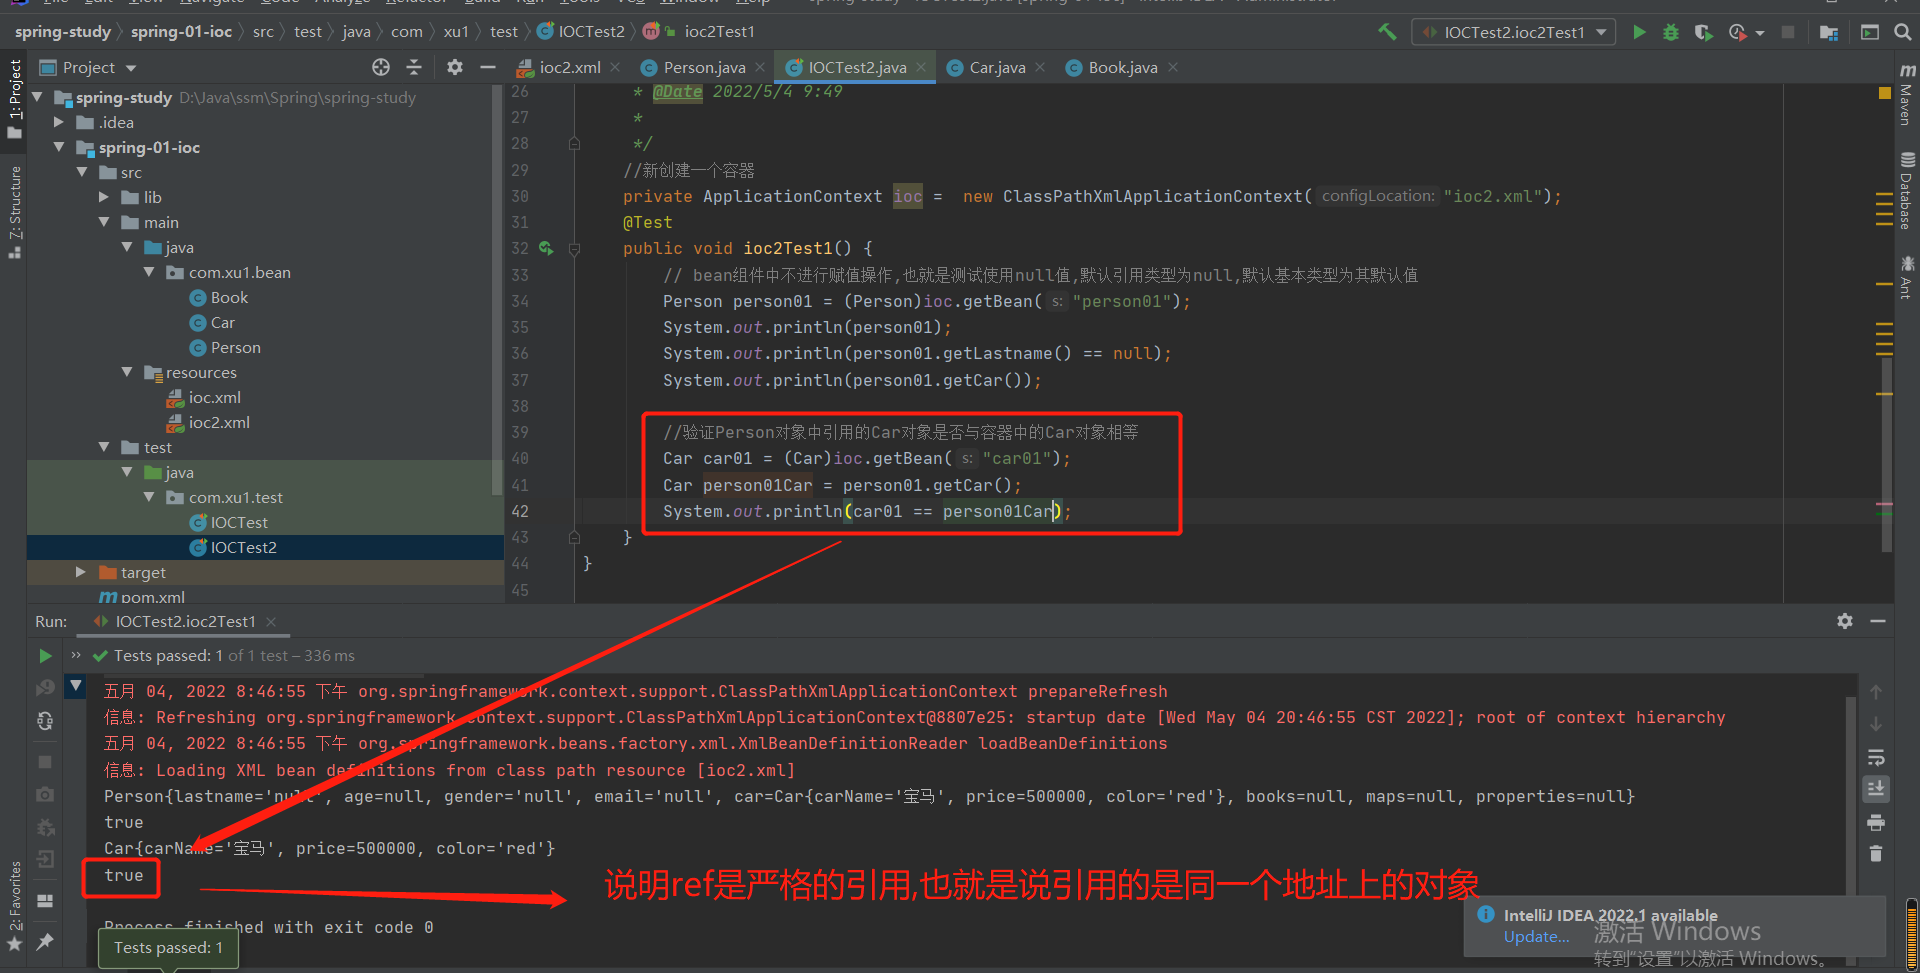 spring-study
spring-01-ioc
src
test
java
com
xu1
test
IOCTest2
ioc2Test1
IOCTest2.ioc2Test1
Project
ioc2.xml
Person.java
IOCTest2.java
Car.java
Book.java
1: Project
7: Structure
2: Favorites
Maven
Database
Ant
spring-study D:\Java\ssm\Spring\spring-study
.idea
spring-01-ioc
src
lib
main
java
com.xu1.bean
Book
Car
Person
resources
ioc.xml
ioc2.xml
test
java
com.xu1.test
IOCTest
IOCTest2
target
pom.xml
26 * @Date 2022/5/4 9:49
27 *
28 */
29 //新创建一个容器
30 private ApplicationContext ioc = new ClassPathXmlApplicationContext( configLocation: "ioc2.xml");
31 @Test
32 public void ioc2Test1() {
33 // bean组件中不进行赋值操作,也就是测试使用null值,默认引用类型为null,默认基本类型为其默认值
34 Person person01 = (Person)ioc.getBean( s: "person01");
35 System.out.println(person01);
36 System.out.println(person01.getLastname() == null);
37 System.out.println(person01.getCar());
38
39 //验证Person对象中引用的Car对象是否与容器中的Car对象相等
40 Car car01 = (Car)ioc.getBean( s: "car01");
41 Car person01Car = person01.getCar();
42 System.out.println(car01 == person01Car);
43 }
44 }
45
Run: IOCTest2.ioc2Test1
Tests passed: 1 of 1 test – 336 ms
五月 04, 2022 8:46:55 下午 org.springframework.context.support.ClassPathXmlApplicationContext prepareRefresh
信息: Refreshing org.springframework.context.support.ClassPathXmlApplicationContext@8807e25: startup date [Wed May 04 20:46:55 CST 2022]; root of context hierarchy
五月 04, 2022 8:46:55 下午 org.springframework.beans.factory.xml.XmlBeanDefinitionReader loadBeanDefinitions
信息: Loading XML bean definitions from class path resource [ioc2.xml]
Person{lastname='null', age=null, gender='null', email='null', car=Car{carName='宝马', price=500000, color='red'}, books=null, maps=null, properties=null}
true
Car{carName='宝马', price=500000, color='red'}
true
说明ref是严格的引用,也就是说引用的是同一个地址上的对象
Process finished with exit code 0
Tests passed: 1
IntelliJ IDEA 2022.1 available
Update...
激活 Windows
转到"设置"以激活 Windows。